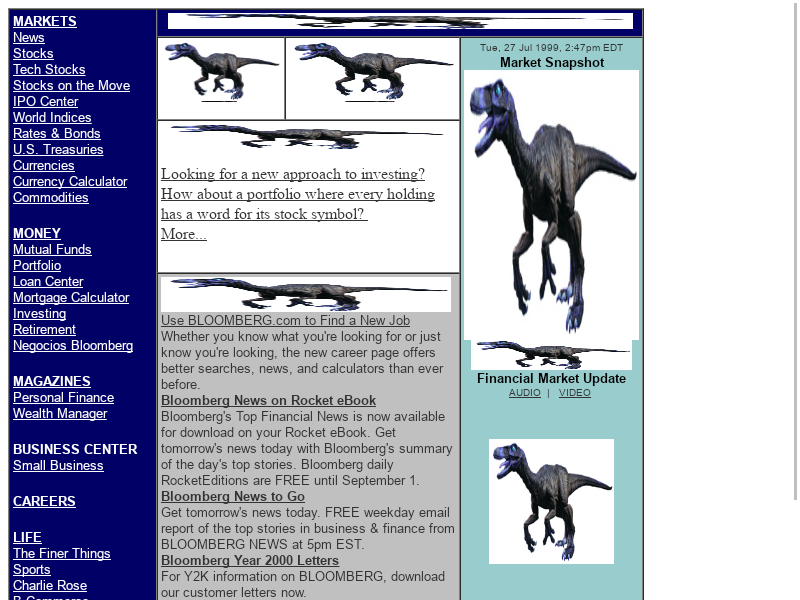 MARKETS
News
Stocks
Tech Stocks
Stocks on the Move
IPO Center
World Indices
Rates & Bonds
U.S. Treasuries
Currencies
Currency Calculator
Commodities
MONEY
Mutual Funds
Portfolio
Loan Center
Mortgage Calculator
Investing
Retirement
Negocios Bloomberg
MAGAZINES
Personal Finance
Wealth Manager
BUSINESS CENTER
Small Business
CAREERS
LIFE
The Finer Things
Sports
Charlie Rose
Looking for a new approach to investing?
How about a portfolio where every holding
has a word for its stock symbol?
More...
Use BLOOMBERG.com to Find a New Job
Whether you know what you're looking for or just
know you're looking, the new career page offers
better searches, news, and calculators than ever
before.
Bloomberg News on Rocket eBook
Bloomberg's Top Financial News is now available
for download on your Rocket eBook. Get
tomorrow's news today with Bloomberg's summary
of the day's top stories. Bloomberg daily
RocketEditions are FREE until September 1.
Bloomberg News to Go
Get tomorrow's news today. FREE weekday email
report of the top stories in business & finance from
BLOOMBERG NEWS at 5pm EST.
Bloomberg Year 2000 Letters
For Y2K information on BLOOMBERG, download
our customer letters now.
Tue, 27 Jul 1999, 2:47pm EDT
Market Snapshot
Financial Market Update
AUDIO | VIDEO